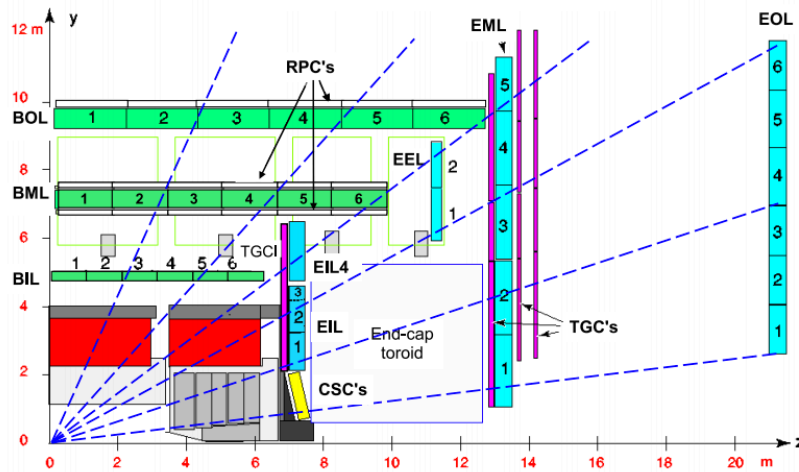 12 m
y
EML
EOL
RPC's
10
BOL
1 2 3 4 5 6
8
EEL
2
1
BML
1 2 3 4 5 6
6
TGCI
BIL
1 2 3 4 5 6
EIL4
4
3
2
1
EIL
End-cap
toroid
TGC's
2
CSC's
0
5
4
3
2
1
6
5
4
3
2
1
z
0 2 4 6 8 10 12 14 16 18 20 m